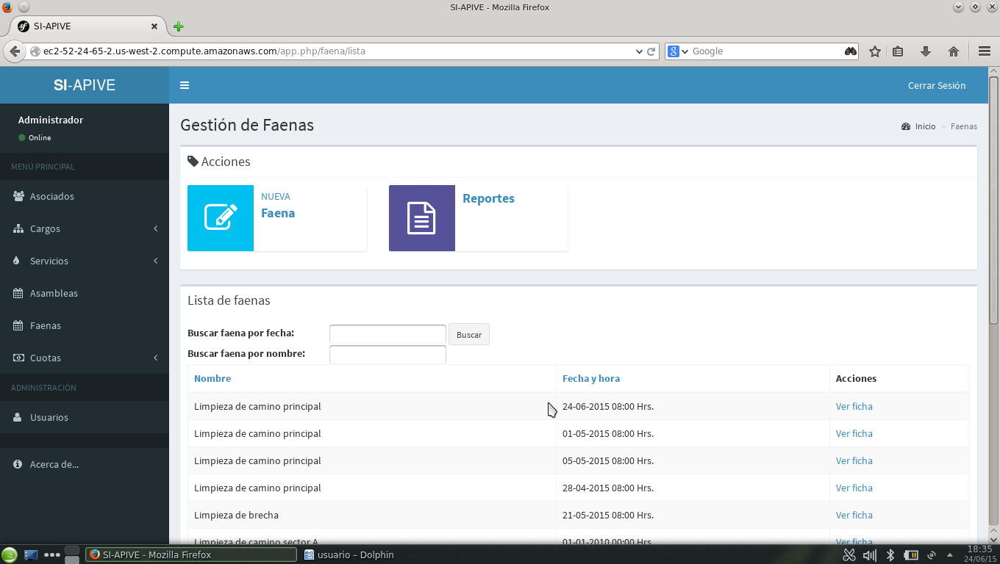 SI-APIVE - Mozilla Firefox
SI-APIVE
ec2-52-24-65-2.us-west-2.compute.amazonaws.com/app.php/faena/lista
Google
SI-APIVE
Cerrar Sesión
Administrador
Online
MENÚ PRINCIPAL
Asociados
Cargos
Servicios
Asambleas
Faenas
Cuotas
ADMINISTRACIÓN
Usuarios
Acerca de...
Gestión de Faenas
Inicio > Faenas
Acciones
NUEVA
Faena
Reportes
Lista de faenas
Buscar faena por fecha:
Buscar
Buscar faena por nombre:
Nombre Fecha y hora Acciones
Limpieza de camino principal 24-06-2015 08:00 Hrs. Ver ficha
Limpieza de camino principal 01-05-2015 08:00 Hrs. Ver ficha
Limpieza de camino principal 05-05-2015 08:00 Hrs. Ver ficha
Limpieza de camino principal 28-04-2015 08:00 Hrs. Ver ficha
Limpieza de brecha 21-05-2015 08:00 Hrs. Ver ficha
Limpieza de camino sector A 01-01-2010 00:00 Hrs. Ver ficha
SI-APIVE - Mozilla Firefox
usuario – Dolphin
18:35
24/06/15